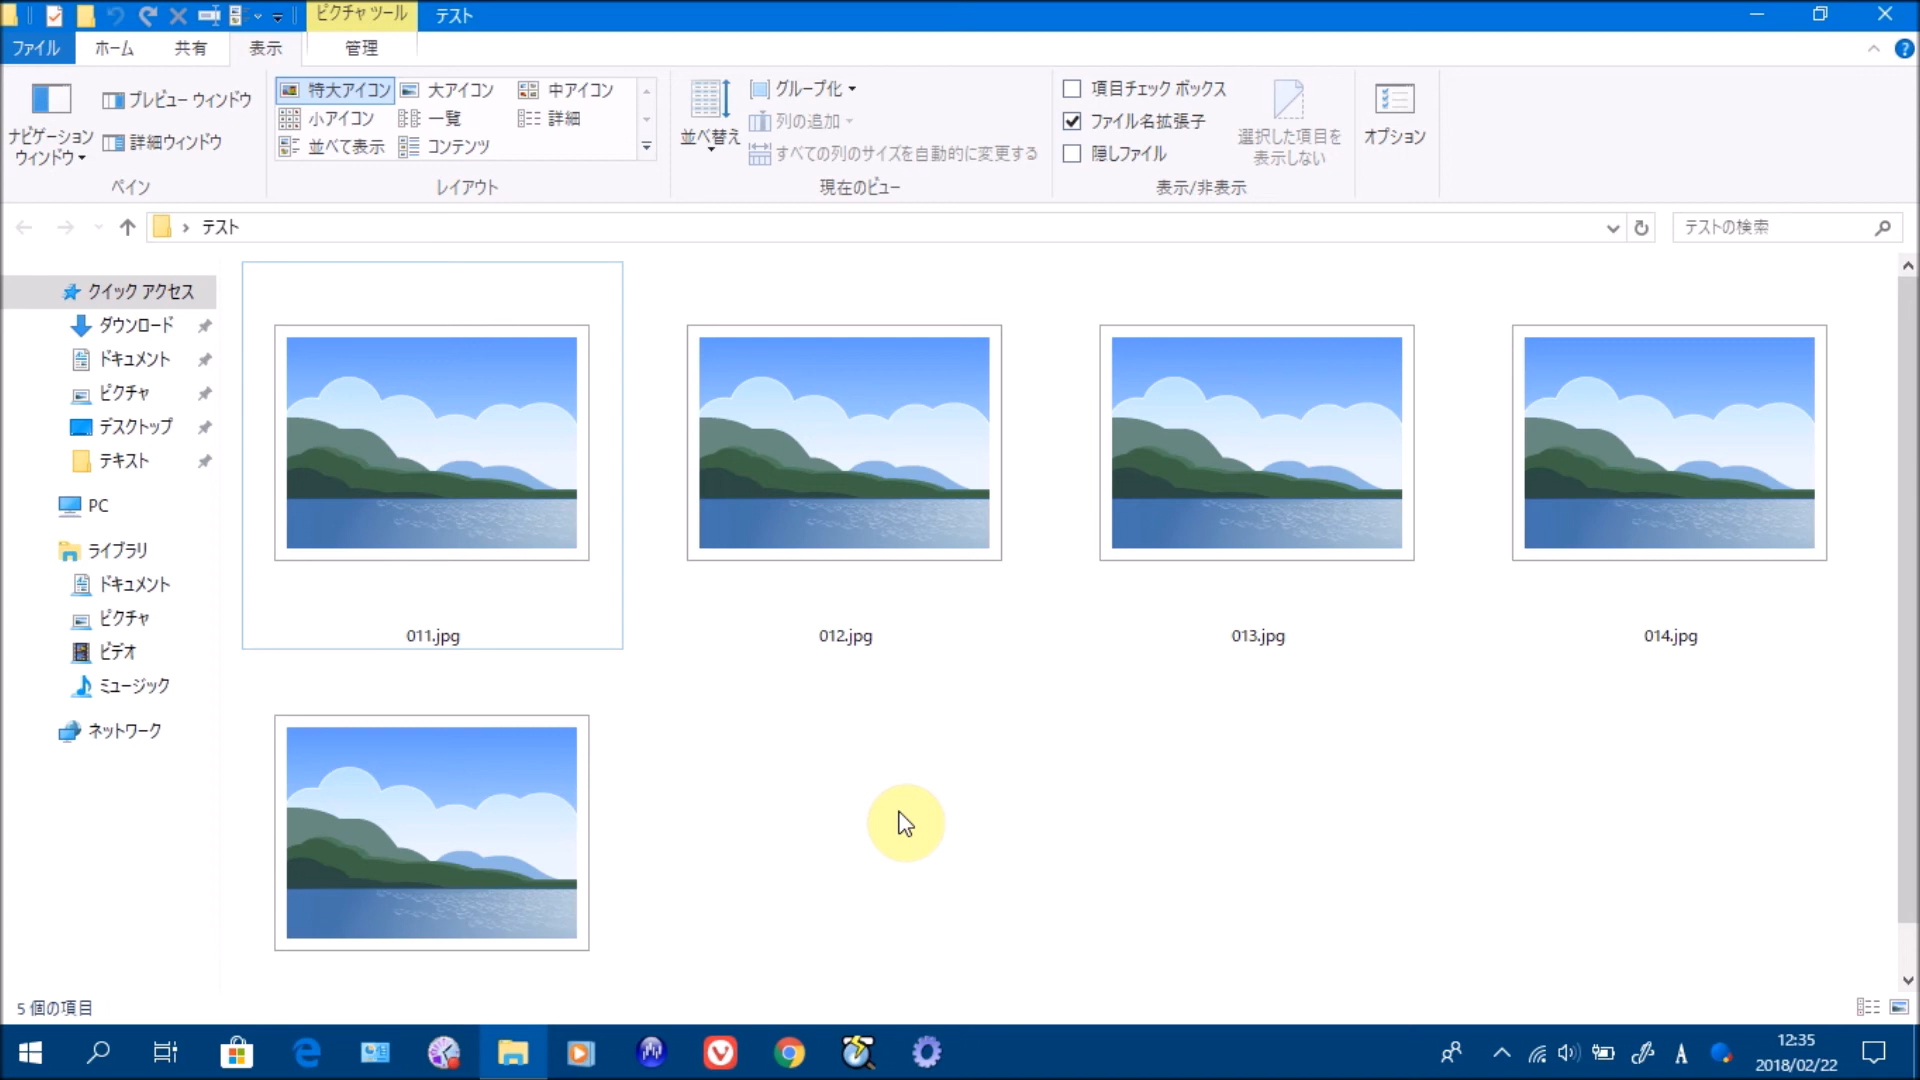 ピクチャ ツール
テスト
ファイル
ホーム
共有
表示
管理
ナビゲーション
ウィンドウ
プレビュー ウィンドウ
詳細ウィンドウ
ペイン
特大アイコン
大アイコン
中アイコン
小アイコン
一覧
詳細
並べて表示
コンテンツ
レイアウト
並べ替え
グループ化
列の追加
すべての列のサイズを自動的に変更する
現在のビュー
項目チェック ボックス
ファイル名拡張子
隠しファイル
選択した項目を
表示しない
表示/非表示
オプション
テスト
テストの検索
クイック アクセス
ダウンロード
ドキュメント
ピクチャ
デスクトップ
テキスト
PC
ライブラリ
ドキュメント
ピクチャ
ビデオ
ミュージック
ネットワーク
011.jpg
012.jpg
013.jpg
014.jpg
5 個の項目
A
12:35
2018/02/22